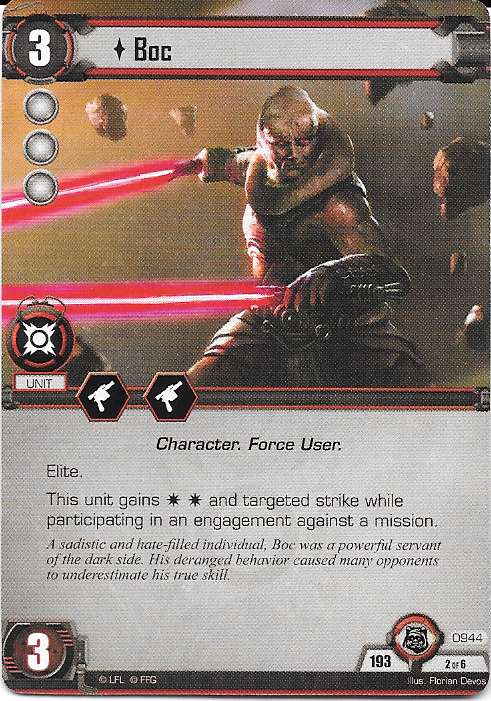 3
Boc
UNIT
Character. Force User.
Elite.
This unit gains ✷ ✷ and targeted strike while
participating in an engagement against a mission.
A sadistic and hate-filled individual, Boc was a powerful servant
of the dark side. His deranged behavior caused many opponents
to underestimate his true skill.
3
0944
193
2 OF 6
© LFL © FFG
Illus. Florian Devos